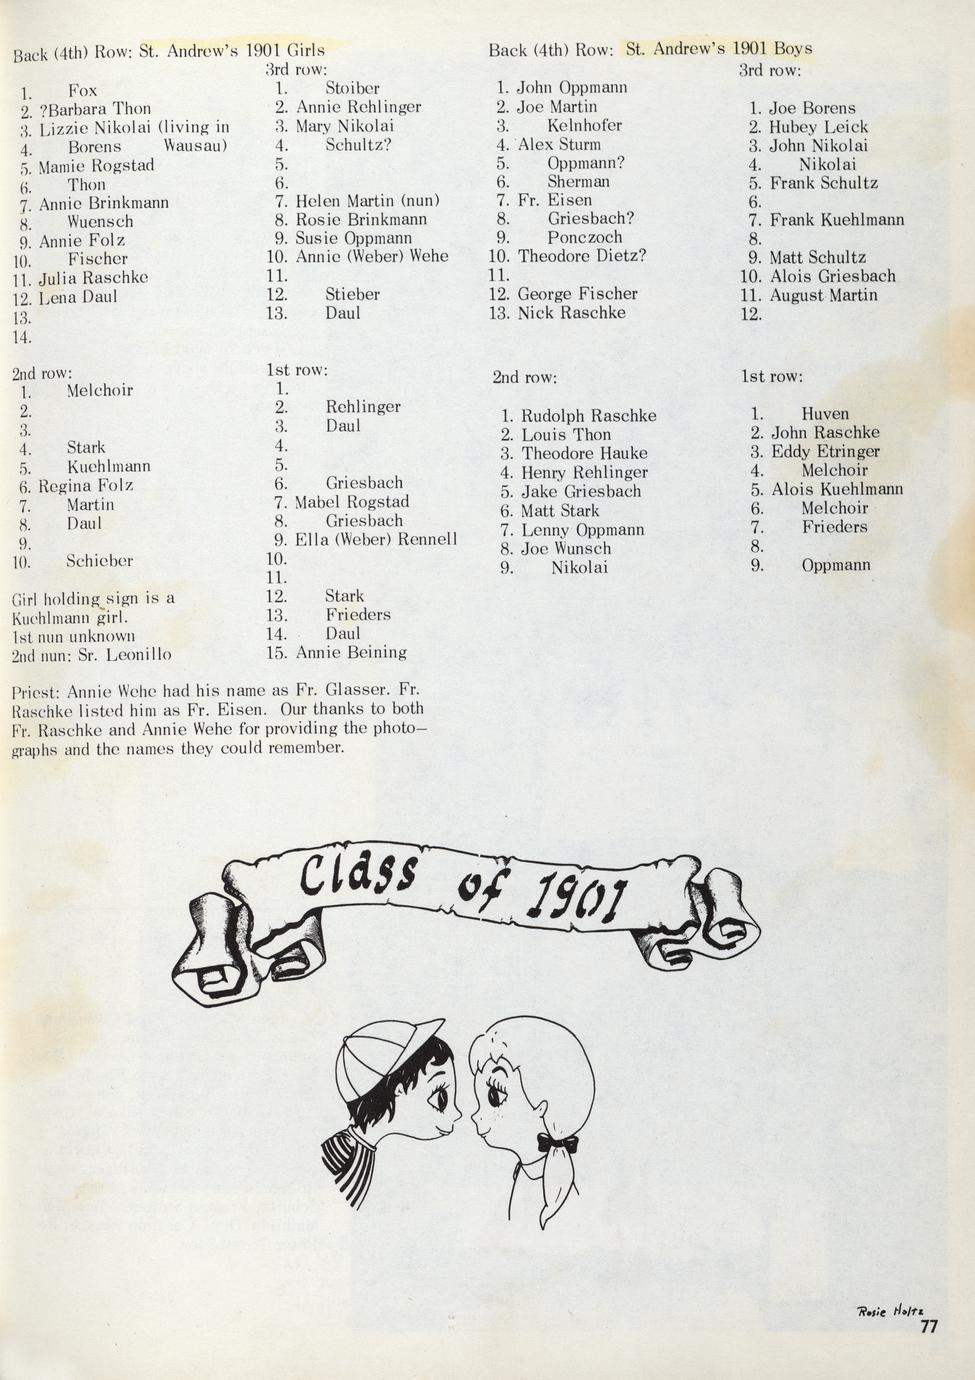 Back (4th) Row: St. Andrew's 1901 Girls
1. Fox
2. ?Barbara Thon
3. Lizzie Nikolai (living in
4. Borens Wausau)
5. Mamie Rogstad
6. Thon
7. Annie Brinkmann
8. Wuensch
9. Annie Folz
10. Fischer
11. Julia Raschke
12. Lena Daul
13.
14.
3rd row:
1. Stoiber
2. Annie Rehlinger
3. Mary Nikolai
4. Schultz?
5.
6.
7. Helen Martin (nun)
8. Rosie Brinkmann
9. Susie Oppmann
10. Annie (Weber) Wehe
11.
12. Stieber
13. Daul
2nd row:
1. Melchoir
2.
3.
4. Stark
5. Kuehlmann
6. Regina Folz
7. Martin
8. Daul
9.
10. Schieber
Girl holding sign is a
Kuehlmann girl.
1st nun unknown
2nd nun: Sr. Leonillo
1st row:
1.
2. Rehlinger
3. Daul
4.
5.
6. Griesbach
7. Mabel Rogstad
8. Griesbach
9. Ella (Weber) Rennell
10.
11.
12. Stark
13. Frieders
14. Daul
15. Annie Beining
Priest: Annie Wehe had his name as Fr. Glasser. Fr.
Raschke listed him as Fr. Eisen. Our thanks to both
Fr. Raschke and Annie Wehe for providing the photo-
graphs and the names they could remember.
Back (4th) Row: St. Andrew's 1901 Boys
1. John Oppmann
2. Joe Martin
3. Kelnhofer
4. Alex Sturm
5. Oppmann?
6. Sherman
7. Fr. Eisen
8. Griesbach?
9. Ponczoch
10. Theodore Dietz?
11.
12. George Fischer
13. Nick Raschke
3rd row:
1. Joe Borens
2. Hubey Leick
3. John Nikolai
4. Nikolai
5. Frank Schultz
6.
7. Frank Kuehlmann
8.
9. Matt Schultz
10. Alois Griesbach
11. August Martin
12.
2nd row:
1. Rudolph Raschke
2. Louis Thon
3. Theodore Hauke
4. Henry Rehlinger
5. Jake Griesbach
6. Matt Stark
7. Lenny Oppmann
8. Joe Wunsch
9. Nikolai
1st row:
1. Huven
2. John Raschke
3. Eddy Etringer
4. Melchoir
5. Alois Kuehlmann
6. Melchoir
7. Frieders
8.
9. Oppmann
Class of 1901
Rosie Holtz
77